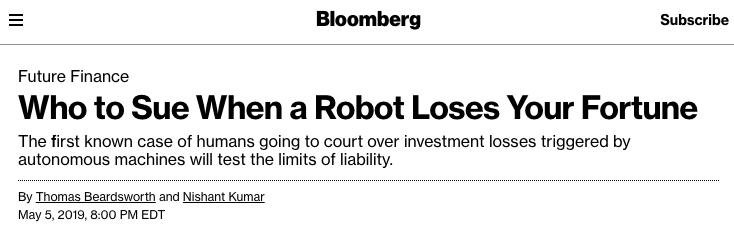 Bloomberg
Subscribe
Future Finance
Who to Sue When a Robot Loses Your Fortune
The first known case of humans going to court over investment losses triggered by
autonomous machines will test the limits of liability.
By Thomas Beardsworth and Nishant Kumar
May 5, 2019, 8:00 PM EDT